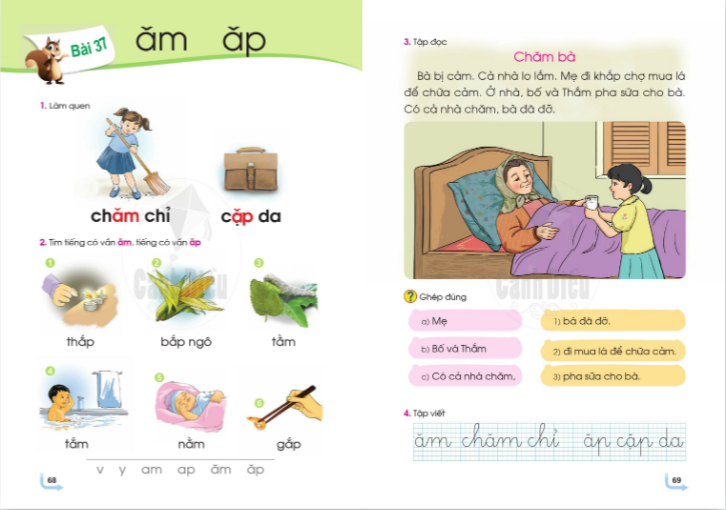 Bài 37
ăm ăp
1. Làm quen
chăm chỉ
cặp da
2. Tìm tiếng có vần ăm, tiếng có vần ăp
1
2
3
thắp
bắp ngô
tằm
4
5
6
tắm
nằm
gắp
v y am ap ăm ăp
68
3. Tập đọc
Chăm bà
Bà bị cảm. Cả nhà lo lắm. Mẹ đi khắp chợ mua lá
để chữa cảm. Ở nhà, bố và Thắm pha sữa cho bà.
Có cả nhà chăm, bà đã đỡ.
Cánh Diều
Cánh Diều
? Ghép đúng
a) Mẹ
1) bà đã đỡ.
b) Bố và Thắm
2) đi mua lá để chữa cảm.
c) Có cả nhà chăm,
3) pha sữa cho bà.
4. Tập viết
ăm chăm chỉ ăp cặp da
69